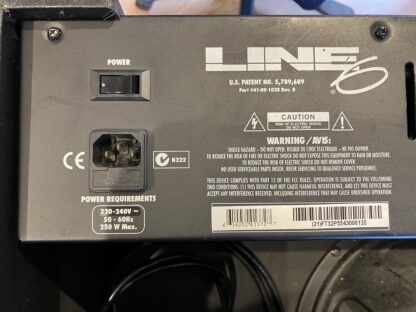 POWER
LINE 6
U.S. PATENT NO. 5,789,689
Part #41-00-1020 Rev. B
CAUTION
RISK OF ELECTRIC SHOCK
DO NOT OPEN
WARNING/AVIS:
SHOCK HAZARD - DO NOT OPEN. RISQUE DE CHOC ELECTRIQUE - NE PAS OUVRIR.
TO REDUCE THE RISK OF FIRE OR ELECTRIC SHOCK DO NOT EXPOSE THIS EQUIPMENT TO RAIN OR MOISTURE.
TO REDUCE THE RISK OF ELECTRIC SHOCK DO NOT REMOVE COVER.
NO USER SERVICEABLE PARTS INSIDE. REFER SERVICING TO QUALIFIED SERVICE PERSONNEL.
CE
N222
THIS DEVICE COMPLIES WITH PART 15 OF THE FCC RULES. OPERATION IS SUBJECT TO THE FOLLOWING TWO
CONDITIONS: (1) THIS DEVICE MAY NOT CAUSE HARMFUL INTERFERENCE, AND (2) THIS DEVICE MUST
ACCEPT ANY INTERFERENCE RECEIVED, INCLUDING INTERFERENCE THAT MAY CAUSE UNDESIRED OPERATION.
POWER REQUIREMENTS
220-240V ~
50 - 60Hz
250 W Max.
(21)FT32P5543000135